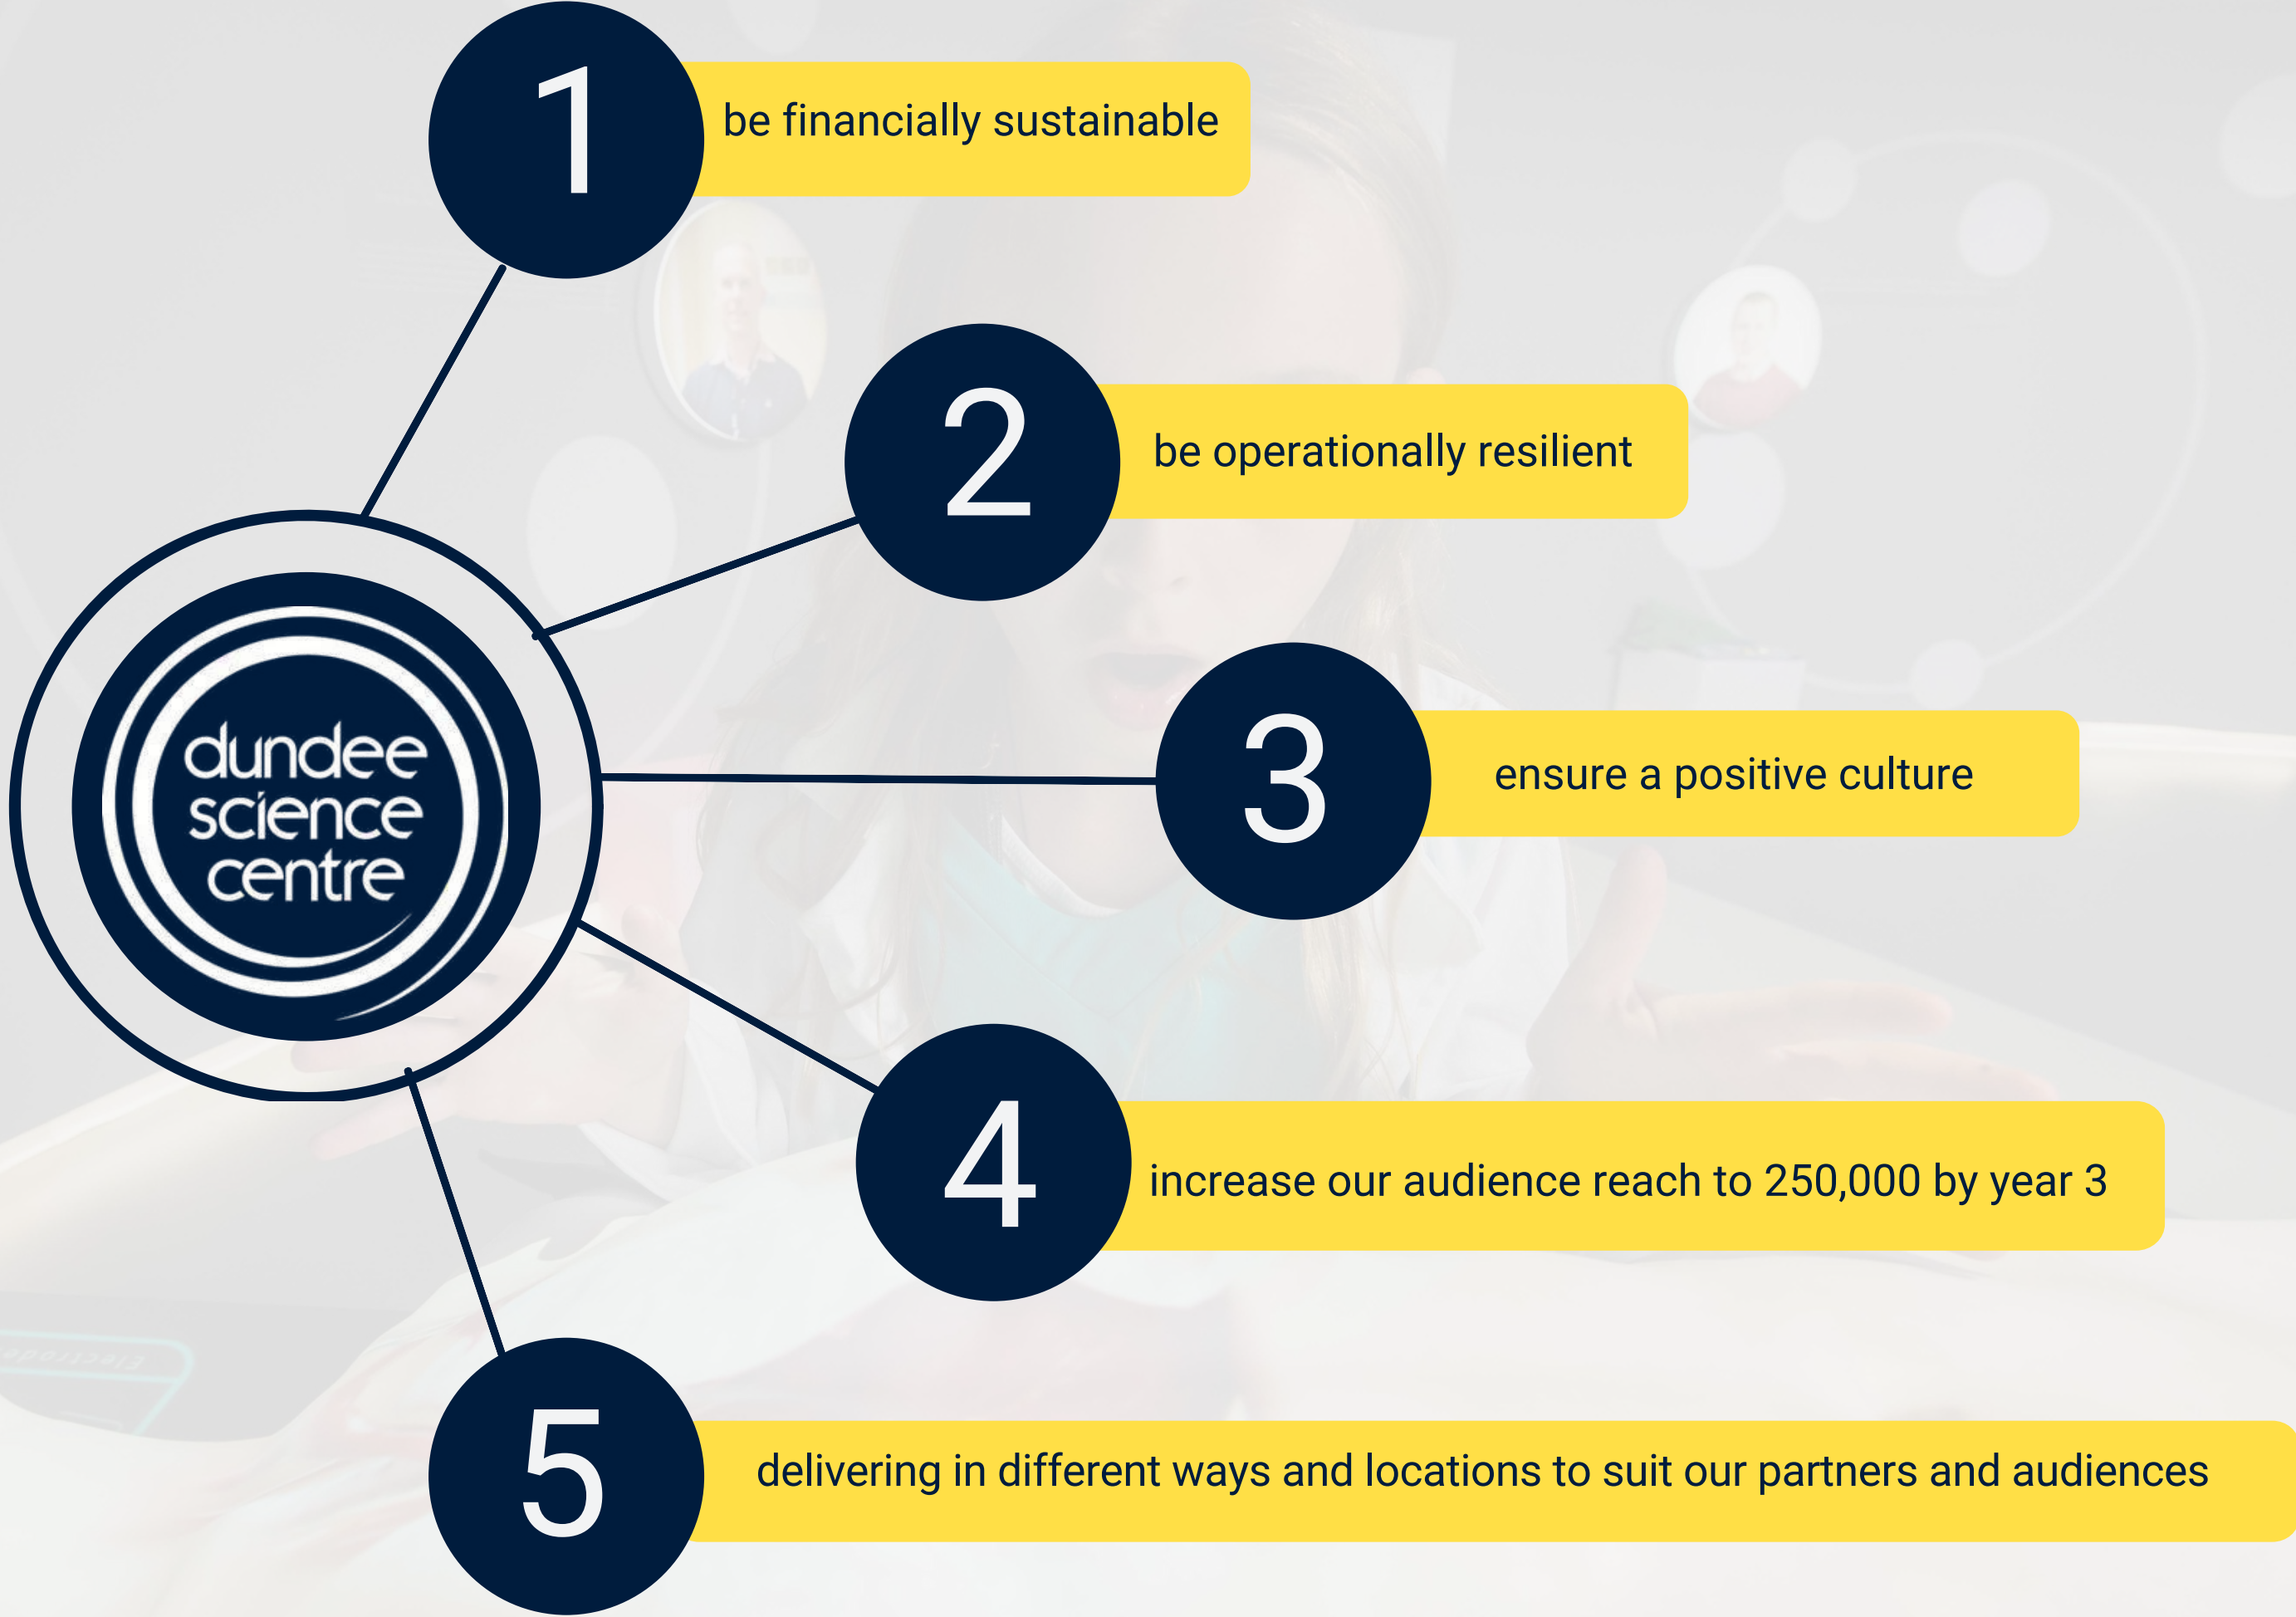 1
be financially sustainable
2
be operationally resilient
dundee
science
centre
3
ensure a positive culture
4
increase our audience reach to 250,000 by year 3
5
delivering in different ways and locations to suit our partners and audiences
Electrode